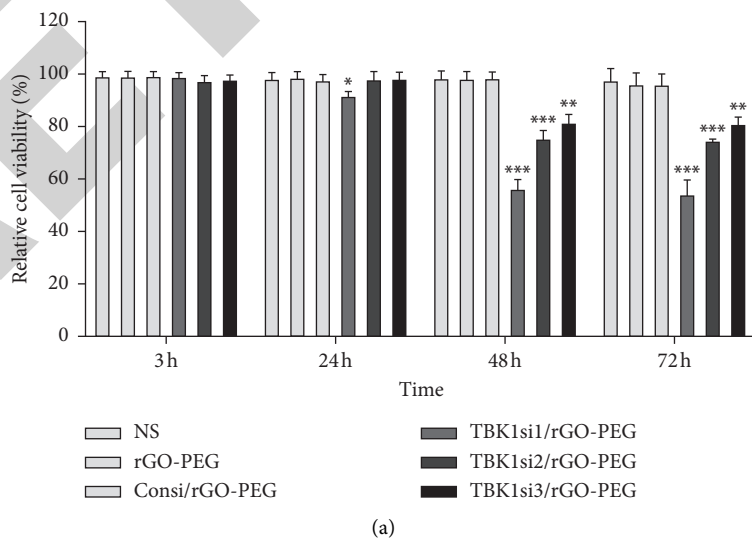 120
100
80
60
40
20
0
Relative cell viability (%)
*
***
***
**
***
***
**
3 h
24 h
48 h
72 h
Time
NS
rGO-PEG
Consi/rGO-PEG
TBK1si1/rGO-PEG
TBK1si2/rGO-PEG
TBK1si3/rGO-PEG
(a)